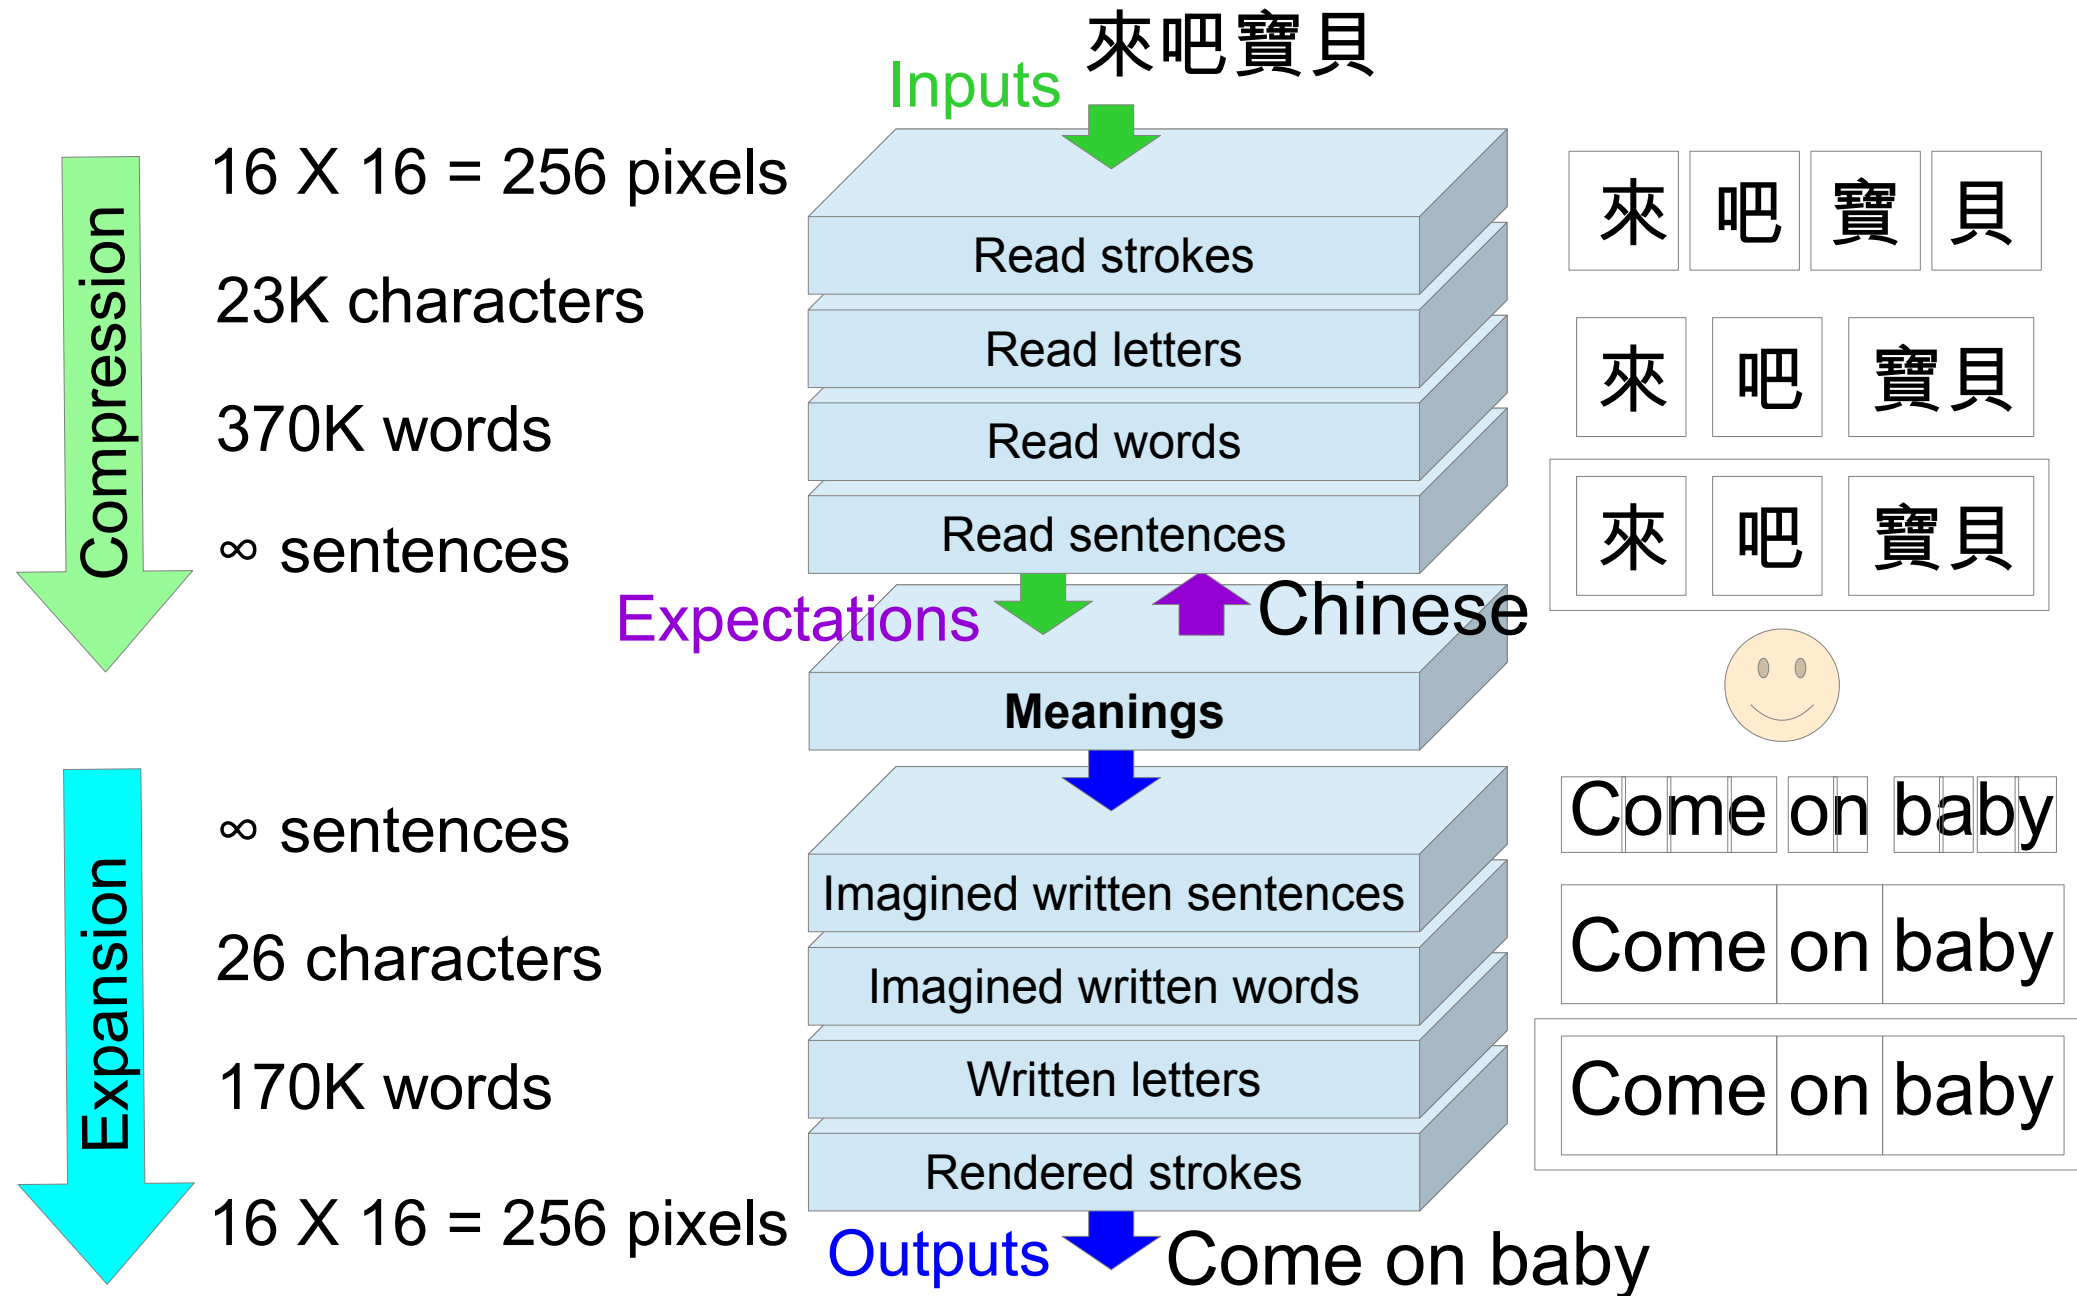 來吧寶貝
Inputs
Compression
16 X 16 = 256 pixels
Read strokes
來 吧 寶 貝
23K characters
Read letters
來 吧 寶貝
370K words
Read words
∞ sentences
Read sentences
來 吧 寶貝
Expectations
Chinese
Meanings
Expansion
∞ sentences
Imagined written sentences
Come on baby
26 characters
Imagined written words
Come on baby
170K words
Written letters
Come on baby
16 X 16 = 256 pixels
Rendered strokes
Outputs
Come on baby